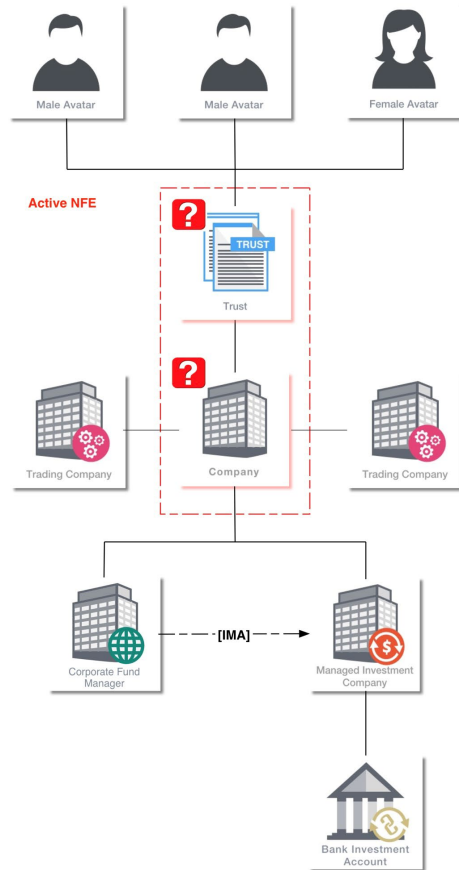 Male Avatar
Male Avatar
Female Avatar
Active NFE
?
TRUST
Trust
?
Trading Company
Company
Trading Company
[IMA]
Corporate Fund
Manager
$
Managed Investment
Company
Bank Investment
Account